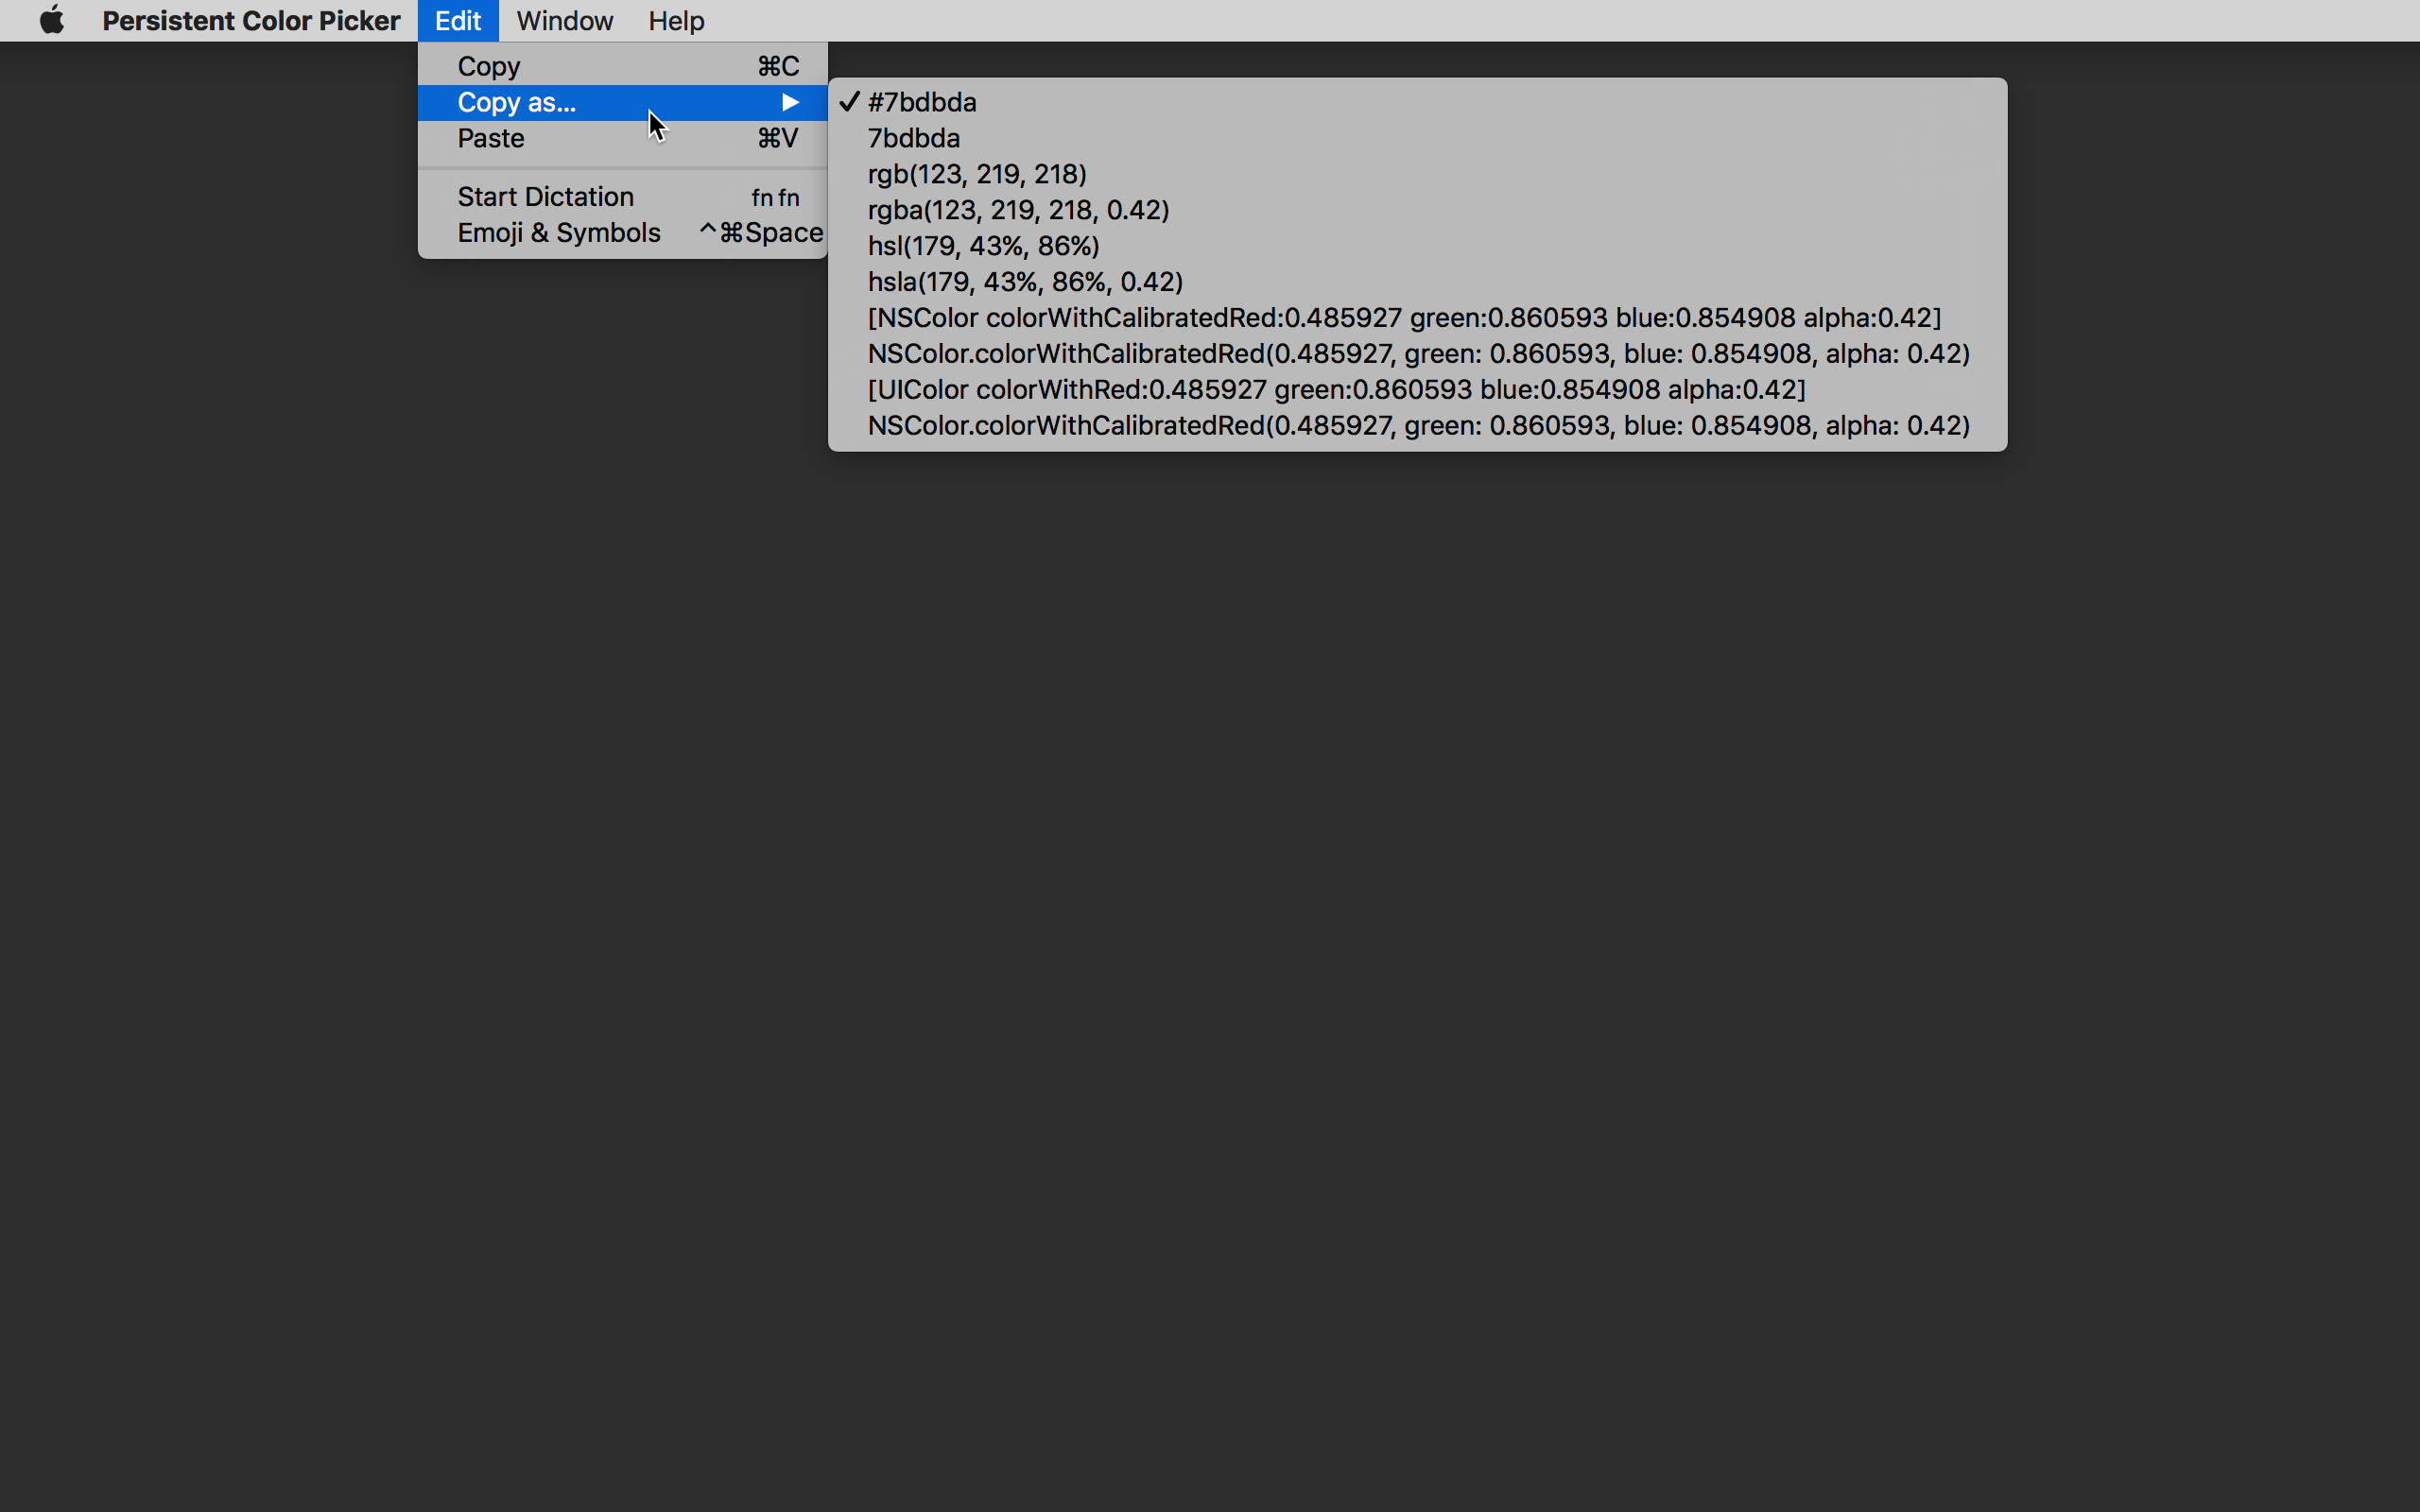 Persistent Color Picker Edit Window Help
Copy ⌘C
Copy as... ▶
Paste ⌘V
Start Dictation fn fn
Emoji & Symbols ^⌘Space
✓ #7bdbda
7bdbda
rgb(123, 219, 218)
rgba(123, 219, 218, 0.42)
hsl(179, 43%, 86%)
hsla(179, 43%, 86%, 0.42)
[NSColor colorWithCalibratedRed:0.485927 green:0.860593 blue:0.854908 alpha:0.42]
NSColor.colorWithCalibratedRed(0.485927, green: 0.860593, blue: 0.854908, alpha: 0.42)
[UIColor colorWithRed:0.485927 green:0.860593 blue:0.854908 alpha:0.42]
NSColor.colorWithCalibratedRed(0.485927, green: 0.860593, blue: 0.854908, alpha: 0.42)